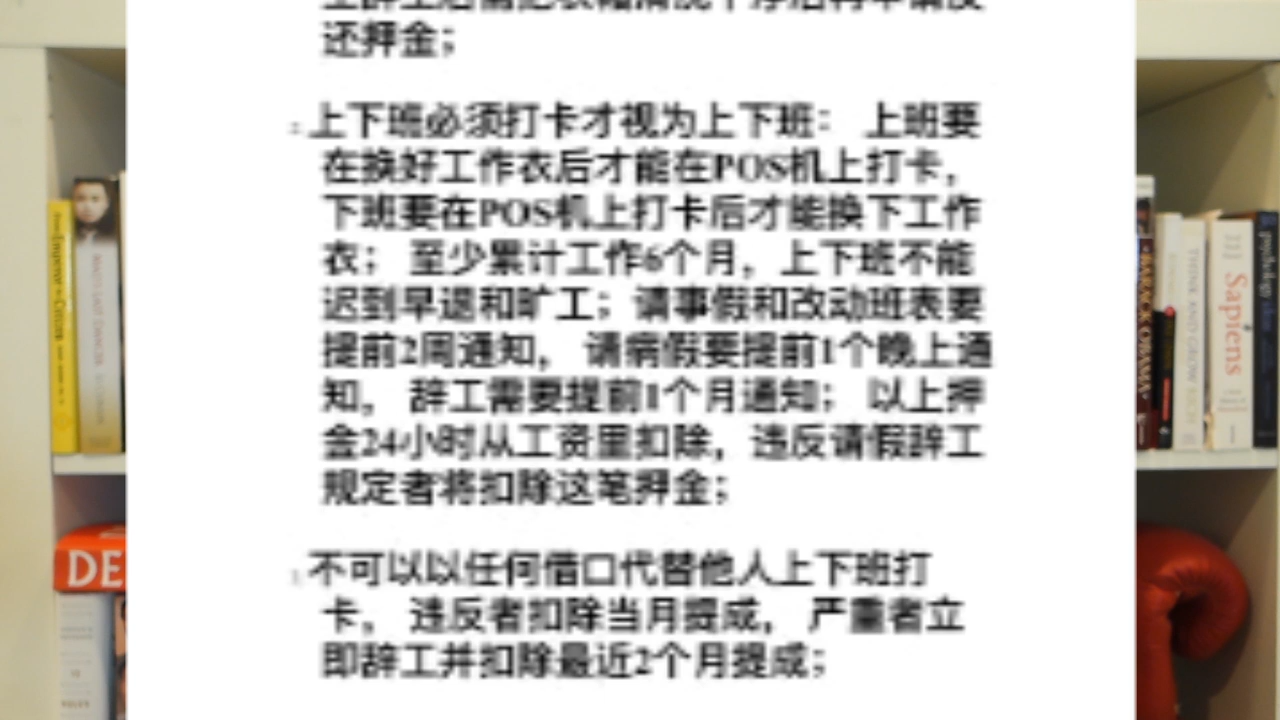 还押金；
上下班必须打卡才视为上下班： 上班要
在换好工作衣后才能在POS机上打卡，
下班要在POS机上打卡后才能换下工作
衣； 至少累计工作6个月，上下班不能
迟到早退和旷工；请事假和改动班表要
提前2周通知， 请病假要提前1个晚上通
知， 辞工需要提前1个月通知； 以上押
金24小时从工资里扣除，违反请假辞工
规定者将扣除这笔押金；
不可以以任何借口代替他人上下班打
卡， 违反者扣除当月提成， 严重者立
即辞工并扣除最近2个月提成；
DE
BARACK OBAMA
THINK AND GROW RICH
Sapiens
psychology